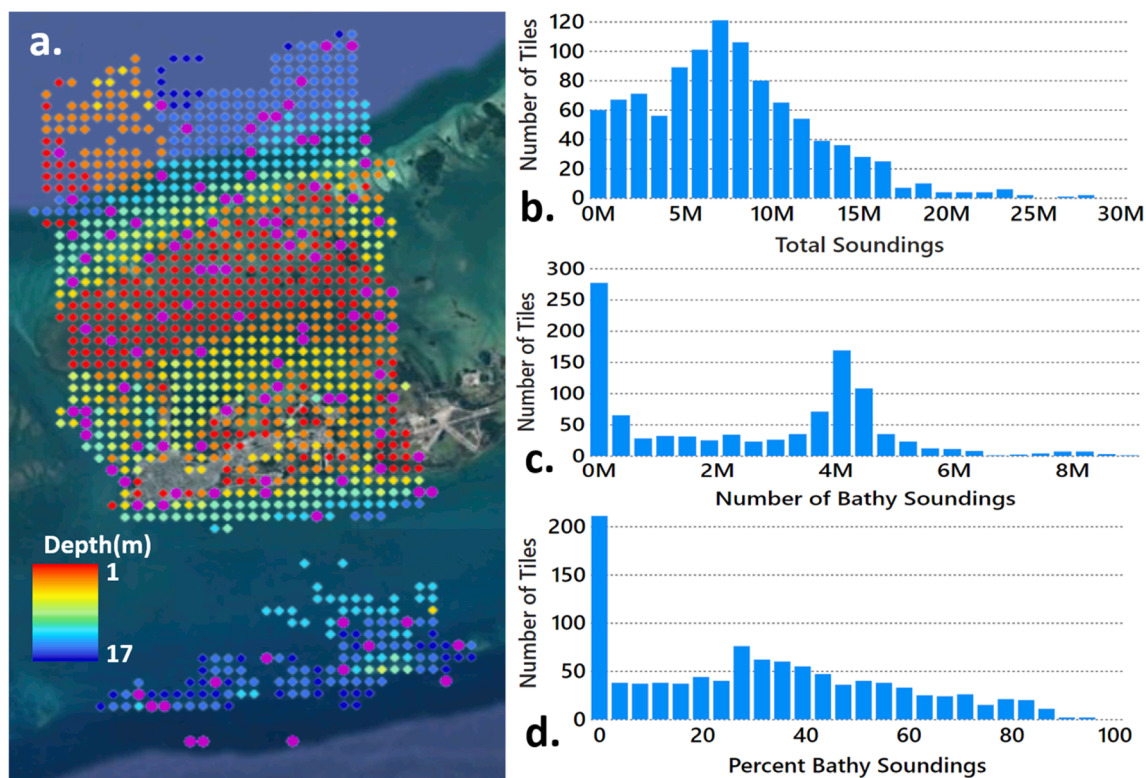 a.
Depth(m)
1
17
Number of Tiles
120
100
80
60
40
20
0
0M 5M 10M 15M 20M 25M 30M
b.
Total Soundings
Number of Tiles
300
250
200
150
100
50
0
0M 2M 4M 6M 8M
c.
Number of Bathy Soundings
Number of Tiles
200
150
100
50
0
0 20 40 60 80 100
d.
Percent Bathy Soundings